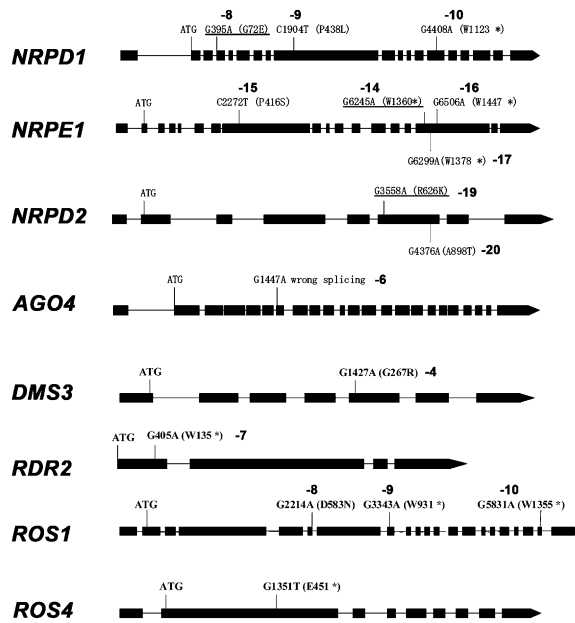 -8 -9 -10
ATG G395A (G72E) C1904T (P438L) G4408A (W1123 *)
NRPD1
-15 -14 -16
ATG C2272T (P416S) G6245A (W1360*) G6506A (W1447 *)
NRPE1
G6299A(W1378 *) -17
ATG G3558A (R626K) -19
NRPD2
G4376A(A898T) -20
ATG G1447A wrong splicing -6
AGO4
ATG G1427A (G267R) -4
DMS3
ATG G405A (W135 *) -7
RDR2
-8 -9 -10
ATG G2214A (D583N) G3343A (W931 *) G5831A (W1355 *)
ROS1
ATG G1351T (E451 *)
ROS4